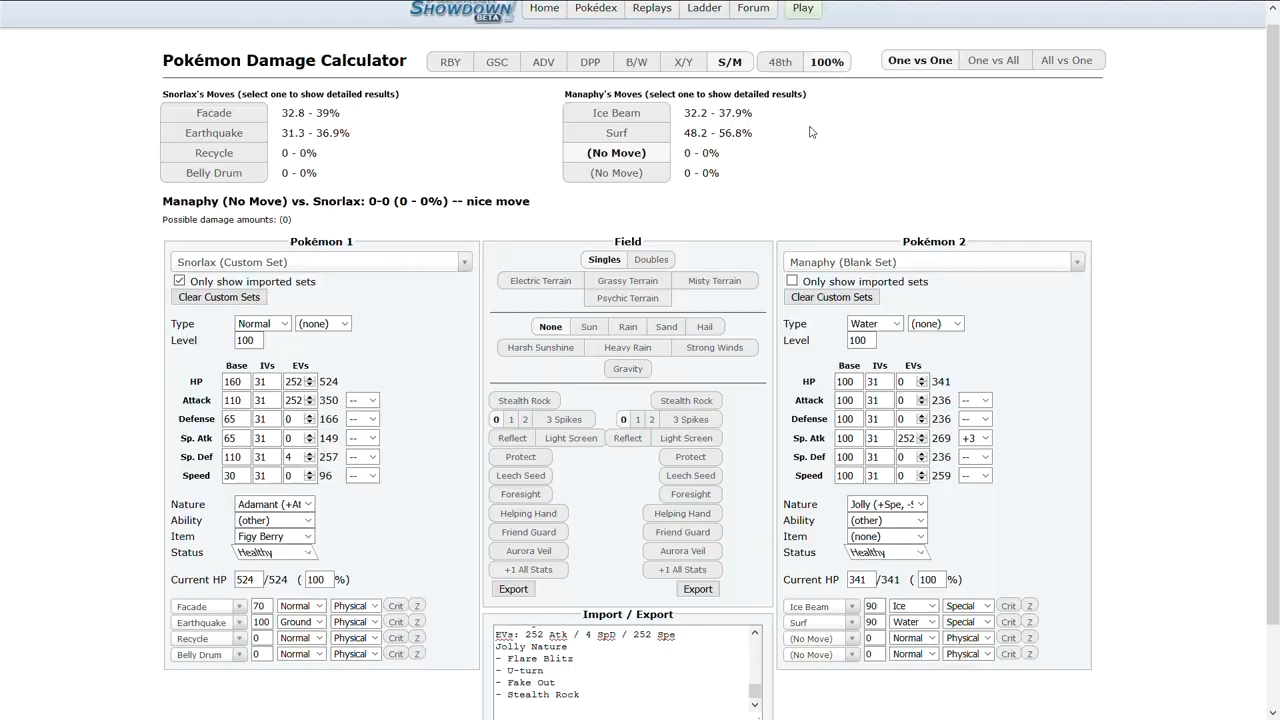 SHOWDOWN
BETA
Home Pokédex Replays Ladder Forum Play
Pokémon Damage Calculator RBY GSC ADV DPP B/W X/Y S/M 48th 100% One vs One One vs All All vs One
Snorlax's Moves (select one to show detailed results) Manaphy's Moves (select one to show detailed results)
Facade 32.8 - 39% Ice Beam 32.2 - 37.9%
Earthquake 31.3 - 36.9% Surf 48.2 - 56.8%
Recycle 0 - 0% (No Move) 0 - 0%
Belly Drum 0 - 0% (No Move) 0 - 0%
Manaphy (No Move) vs. Snorlax: 0-0 (0 - 0%) -- nice move
Possible damage amounts: (0)
Pokémon 1
Snorlax (Custom Set)
Only show imported sets
Clear Custom Sets
Type Normal (none)
Level 100
Base IVs EVs
HP 160 31 252 524
Attack 110 31 252 350 --
Defense 65 31 0 166 --
Sp. Atk 65 31 0 149 --
Sp. Def 110 31 4 257 --
Speed 30 31 0 96 --
Nature Adamant (+At
Ability (other)
Item Figy Berry
Status Healthy
Current HP 524 /524 ( 100 %)
Facade 70 Normal Physical Crit Z
Earthquake 100 Ground Physical Crit Z
Recycle 0 Normal Physical Crit Z
Belly Drum 0 Normal Physical Crit Z
Field
Singles Doubles
Electric Terrain Grassy Terrain Misty Terrain
Psychic Terrain
None Sun Rain Sand Hail
Harsh Sunshine Heavy Rain Strong Winds
Gravity
Stealth Rock Stealth Rock
0 1 2 3 Spikes 0 1 2 3 Spikes
Reflect Light Screen Reflect Light Screen
Protect Protect
Leech Seed Leech Seed
Foresight Foresight
Helping Hand Helping Hand
Friend Guard Friend Guard
Aurora Veil Aurora Veil
+1 All Stats +1 All Stats
Export Export
Import / Export
EVs: 252 Atk / 4 SpD / 252 Spe
Jolly Nature
- Flare Blitz
- U-turn
- Fake Out
- Stealth Rock
Pokémon 2
Manaphy (Blank Set)
Only show imported sets
Clear Custom Sets
Type Water (none)
Level 100
Base IVs EVs
HP 100 31 0 341
Attack 100 31 0 236 --
Defense 100 31 0 236 --
Sp. Atk 100 31 252 269 +3
Sp. Def 100 31 0 236 --
Speed 100 31 0 259 --
Nature Jolly (+Spe, -S
Ability (other)
Item (none)
Status Healthy
Current HP 341 /341 ( 100 %)
Ice Beam 90 Ice Special Crit Z
Surf 90 Water Special Crit Z
(No Move) 0 Normal Physical Crit Z
(No Move) 0 Normal Physical Crit Z